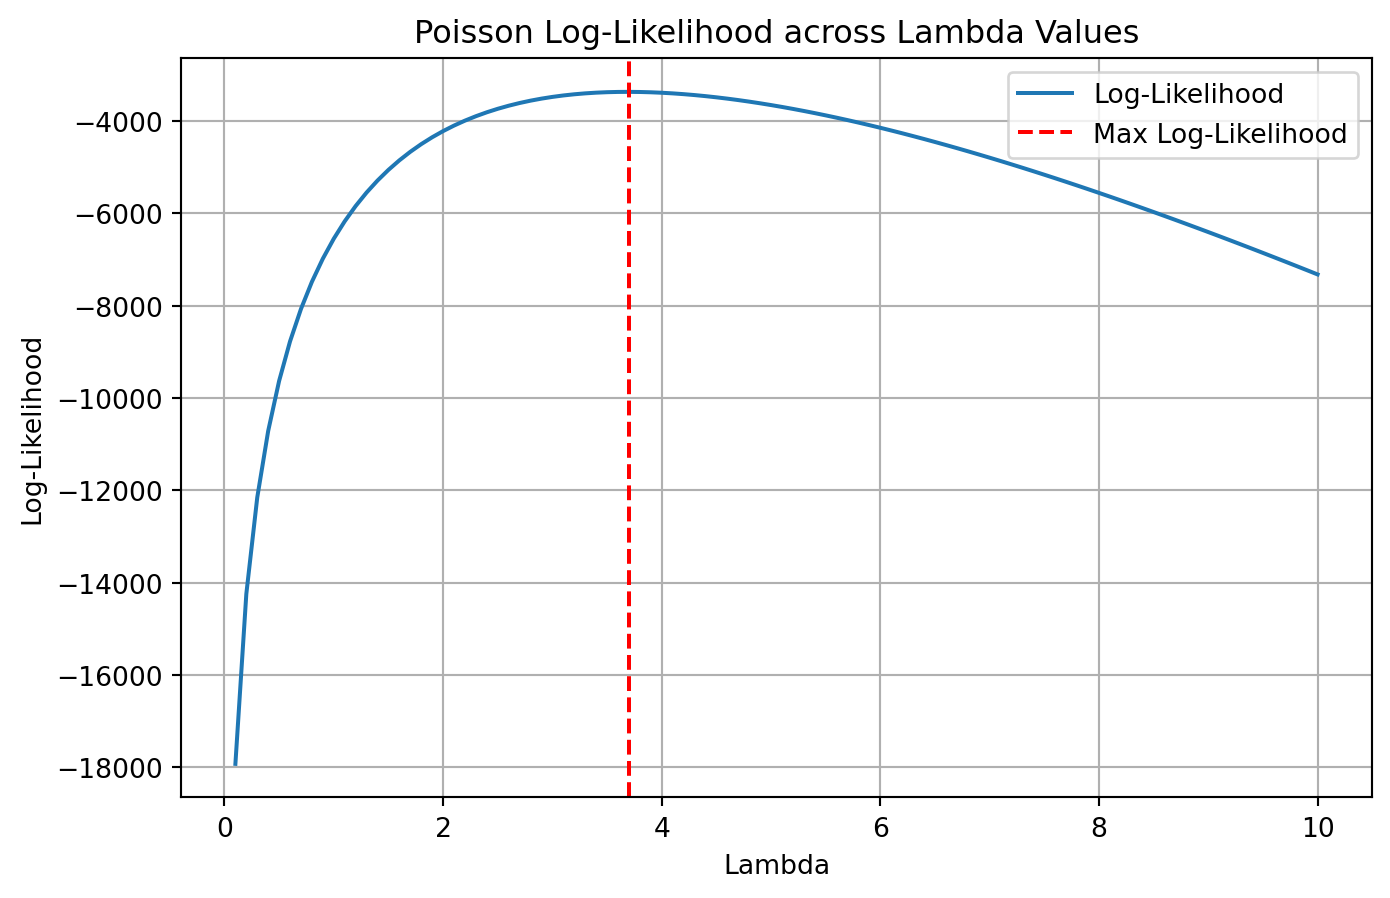 Poisson Log-Likelihood across Lambda Values
Log-Likelihood
Max Log-Likelihood
−4000
−6000
−8000
−10000
−12000
−14000
−16000
−18000
Log-Likelihood
0 2 4 6 8 10
Lambda